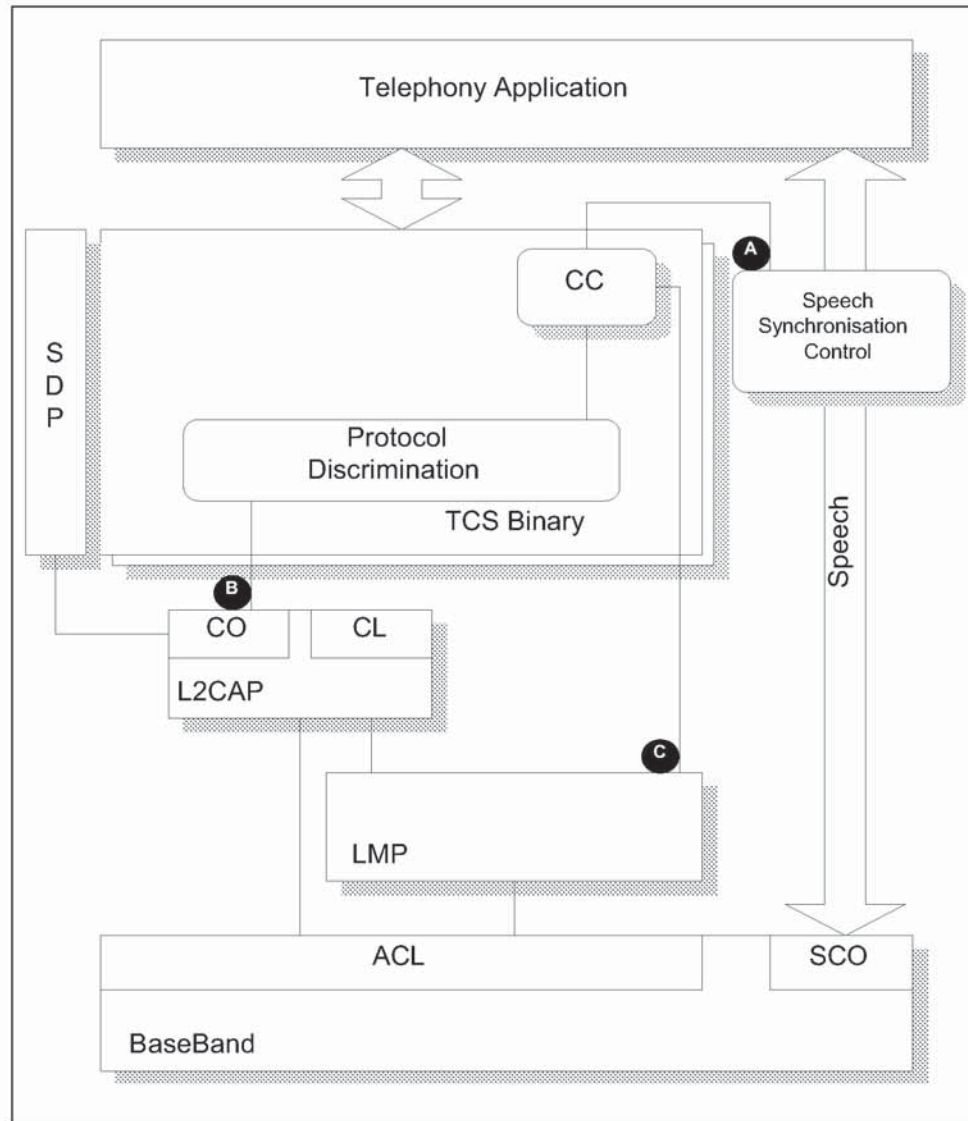 Telephony Application
A
CC
Speech
Synchronisation
Control
S
D
P
Protocol
Discrimination
TCS Binary
Speech
B
CO
CL
L2CAP
C
LMP
ACL
SCO
BaseBand